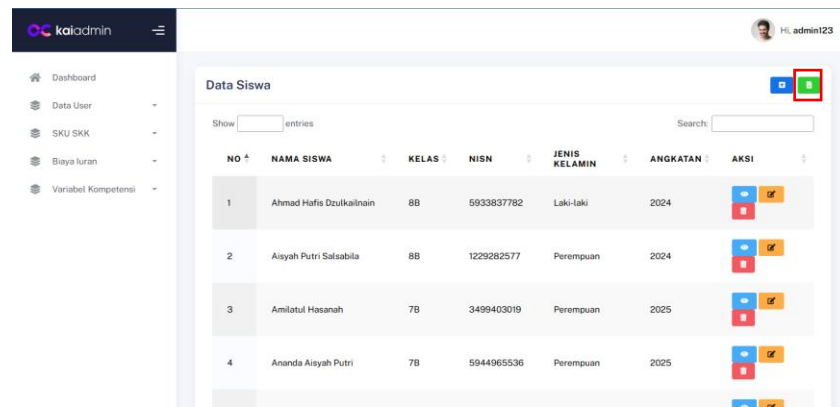 kaiadmin
Hi, admin123
Dashboard
Data User
SKU SKK
Biaya Iuran
Variabel Kompetensi
Data Siswa
Show entries
Search:
NO NAMA SISWA KELAS NISN JENIS KELAMIN ANGKATAN AKSI
1 Ahmad Hafis Dzulkailnain 8B 5933837782 Laki-laki 2024
2 Aisyah Putri Salsabila 8B 1229282577 Perempuan 2024
3 Amilatul Hasanah 7B 3499403019 Perempuan 2025
4 Ananda Aisyah Putri 7B 5944965536 Perempuan 2025